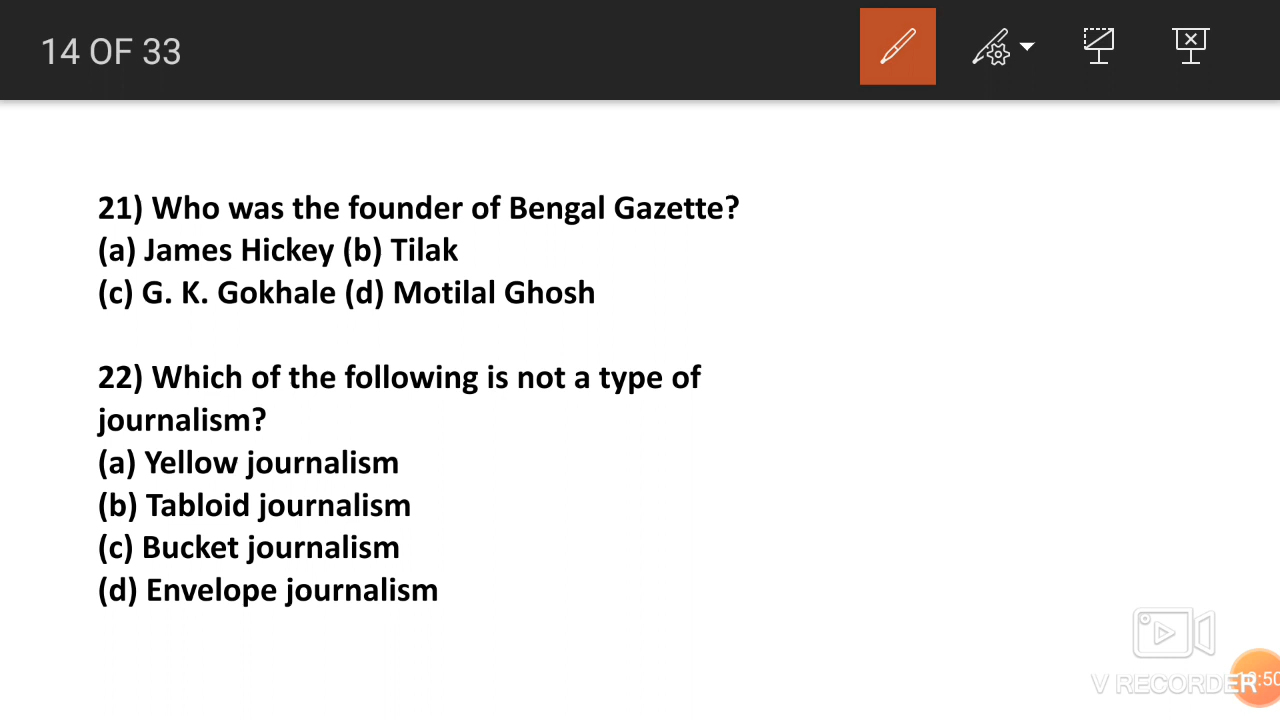 14 OF 33
21) Who was the founder of Bengal Gazette?
(a) James Hickey (b) Tilak
(c) G. K. Gokhale (d) Motilal Ghosh
22) Which of the following is not a type of
journalism?
(a) Yellow journalism
(b) Tabloid journalism
(c) Bucket journalism
(d) Envelope journalism
V RECORDER